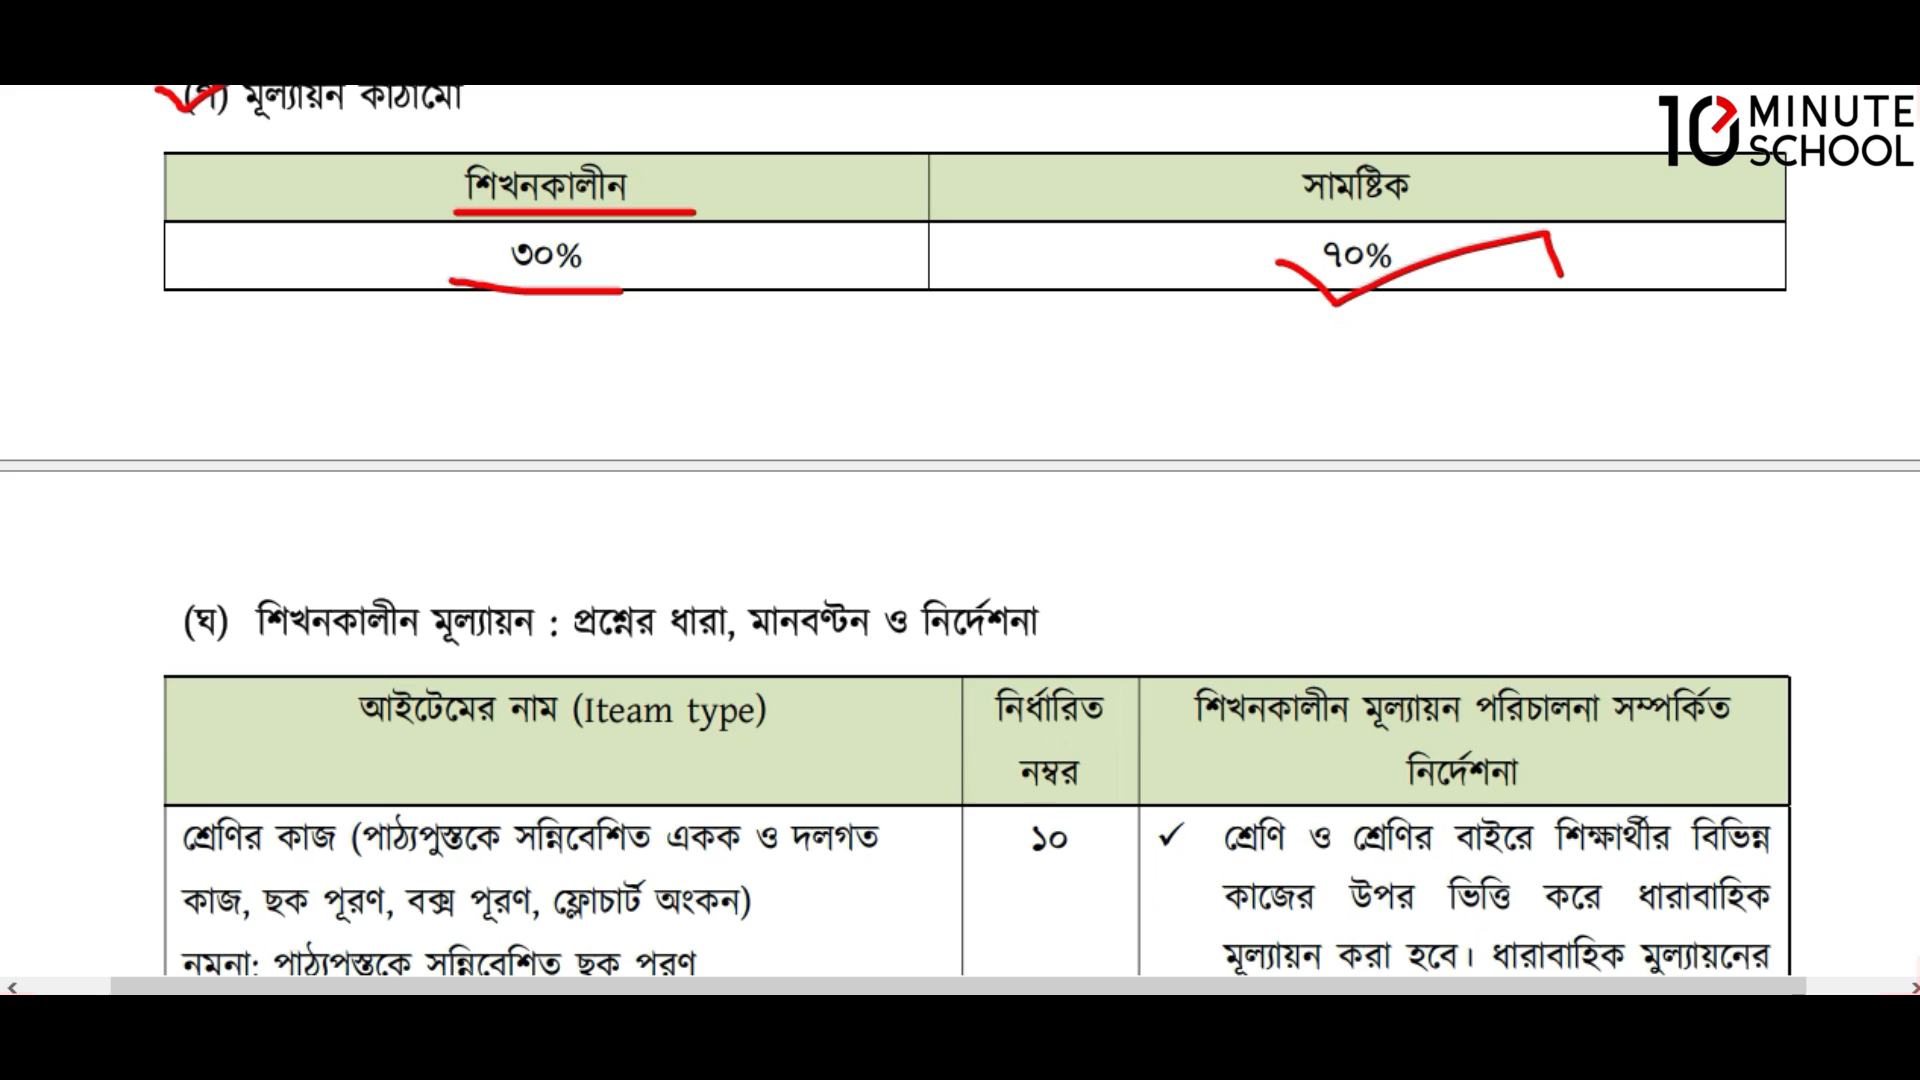 (গ) মূল্যায়ন কাঠামো
10 MINUTE SCHOOL
শিখনকালীন সামষ্টিক
৩০% ৭০%
(ঘ) শিখনকালীন মূল্যায়ন : প্রশ্নের ধারা, মানবণ্টন ও নির্দেশনা
আইটেমের নাম (Iteam type) নির্ধারিত শিখনকালীন মূল্যায়ন পরিচালনা সম্পর্কিত
নম্বর নির্দেশনা
শ্রেণির কাজ (পাঠ্যপুস্তকে সন্নিবেশিত একক ও দলগত ১০ ✓ শ্রেণি ও শ্রেণির বাইরে শিক্ষার্থীর বিভিন্ন
কাজ, ছক পূরণ, বক্স পূরণ, ফ্লোচার্ট অংকন) কাজের উপর ভিত্তি করে ধারাবাহিক
নমুনা: পাঠ্যপুস্তকে সন্নিবেশিত ছক পূরণ মূল্যায়ন করা হবে। ধারাবাহিক মুল্যায়নের